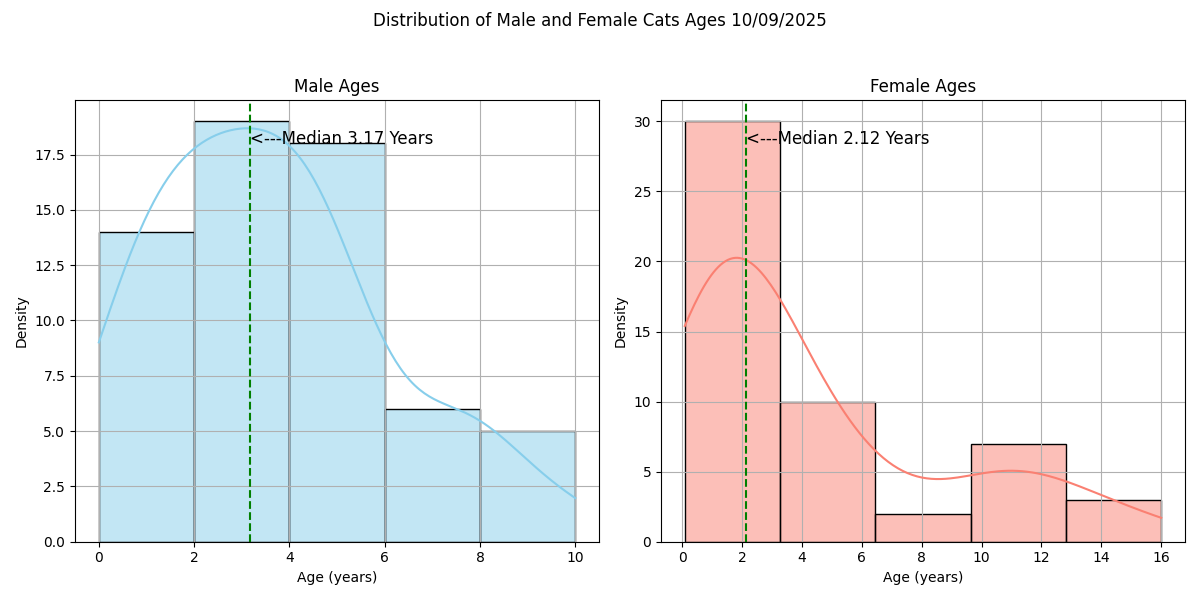 Distribution of Male and Female Cats Ages 10/09/2025
Male Ages
<---Median 3.17 Years
Density
17.5
15.0
12.5
10.0
7.5
5.0
2.5
0.0
0 2 4 6 8 10
Age (years)
Female Ages
<---Median 2.12 Years
Density
30
25
20
15
10
5
0
0 2 4 6 8 10 12 14 16
Age (years)